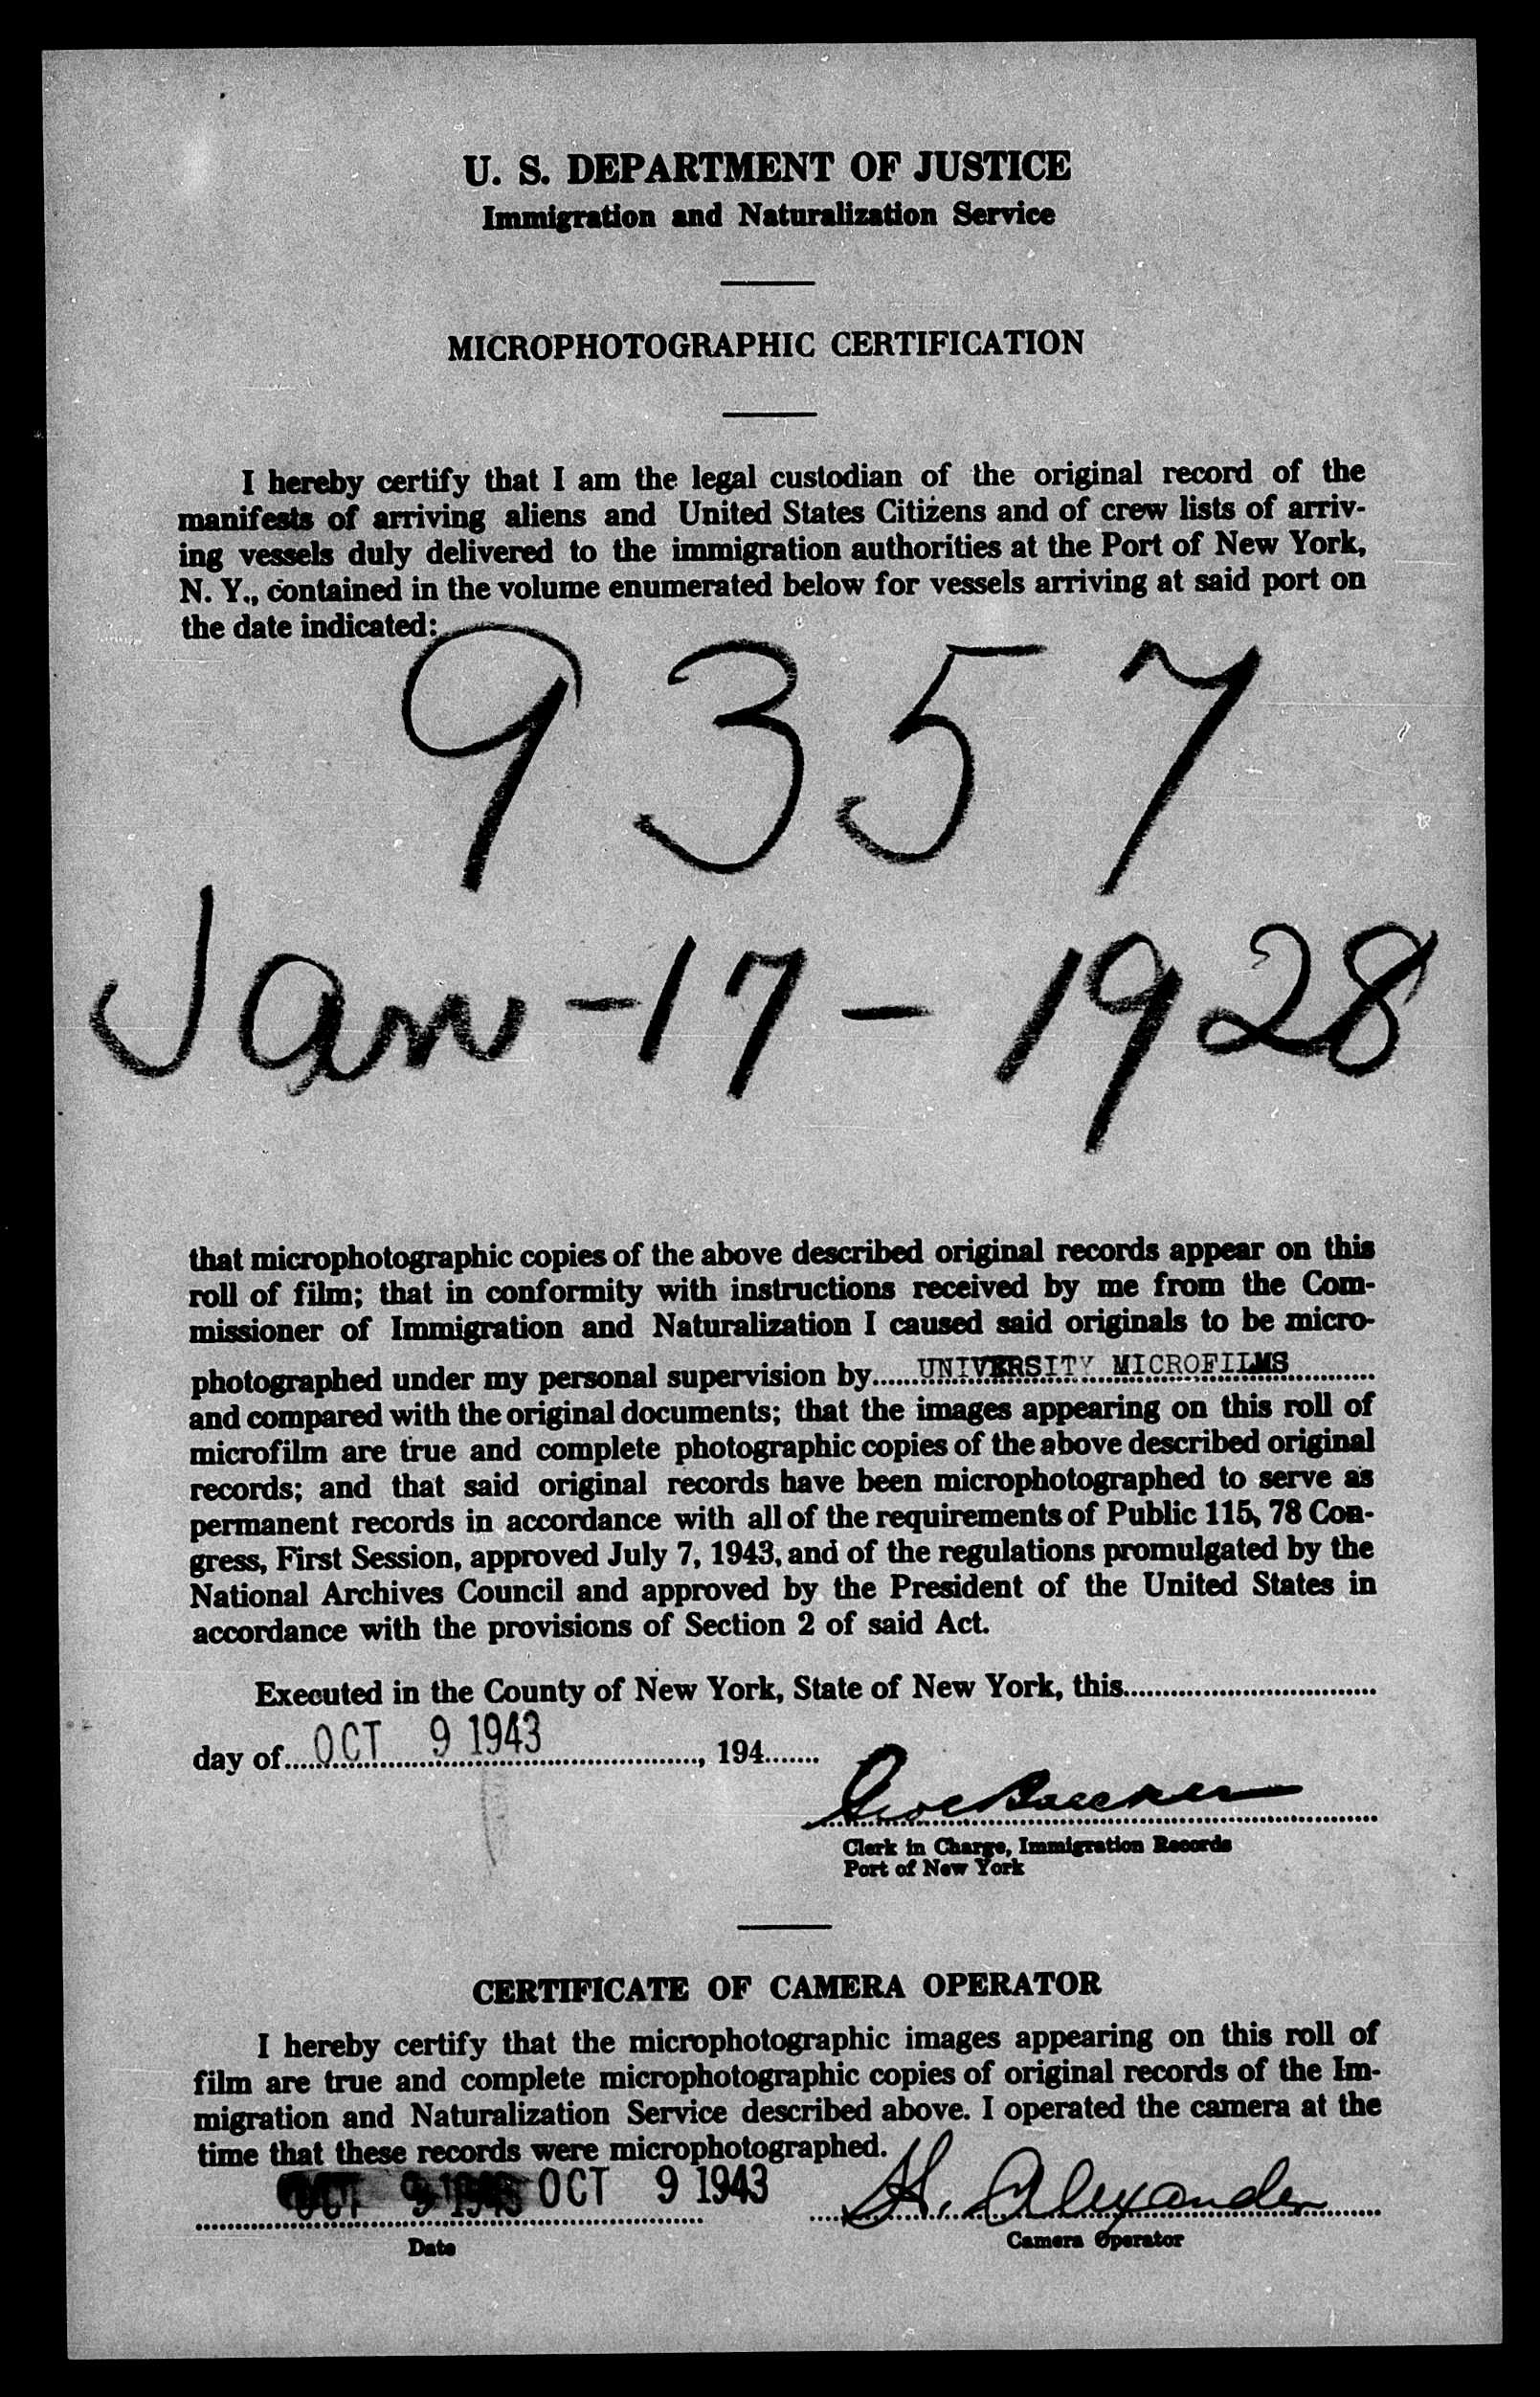 U. S. DEPARTMENT OF JUSTICE
Immigration and Naturalization Service
MICROPHOTOGRAPHIC CERTIFICATION
I hereby certify that I am the legal custodian of the original record of the
manifests of arriving aliens and United States Citizens and of crew lists of arriv-
ing vessels duly delivered to the immigration authorities at the Port of New York,
N. Y., contained in the volume enumerated below for vessels arriving at said port on
the date indicated:
9357
Jan-17-1928
that microphotographic copies of the above described original records appear on this
roll of film; that in conformity with instructions received by me from the Com-
missioner of Immigration and Naturalization I caused said originals to be micro-
photographed under my personal supervision by UNIVERSITY MICROFILMS
and compared with the original documents; that the images appearing on this roll of
microfilm are true and complete photographic copies of the above described original
records; and that said original records have been microphotographed to serve as
permanent records in accordance with all of the requirements of Public 115, 78 Con-
gress, First Session, approved July 7, 1943, and of the regulations promulgated by the
National Archives Council and approved by the President of the United States in
accordance with the provisions of Section 2 of said Act.
Executed in the County of New York, State of New York, this
day of OCT 9 1943, 194
Clerk in Charge, Immigration Records
Port of New York
CERTIFICATE OF CAMERA OPERATOR
I hereby certify that the microphotographic images appearing on this roll of
film are true and complete microphotographic copies of original records of the Im-
migration and Naturalization Service described above. I operated the camera at the
time that these records were microphotographed.
OCT 9 1943 H. Alexander
Date Camera Operator